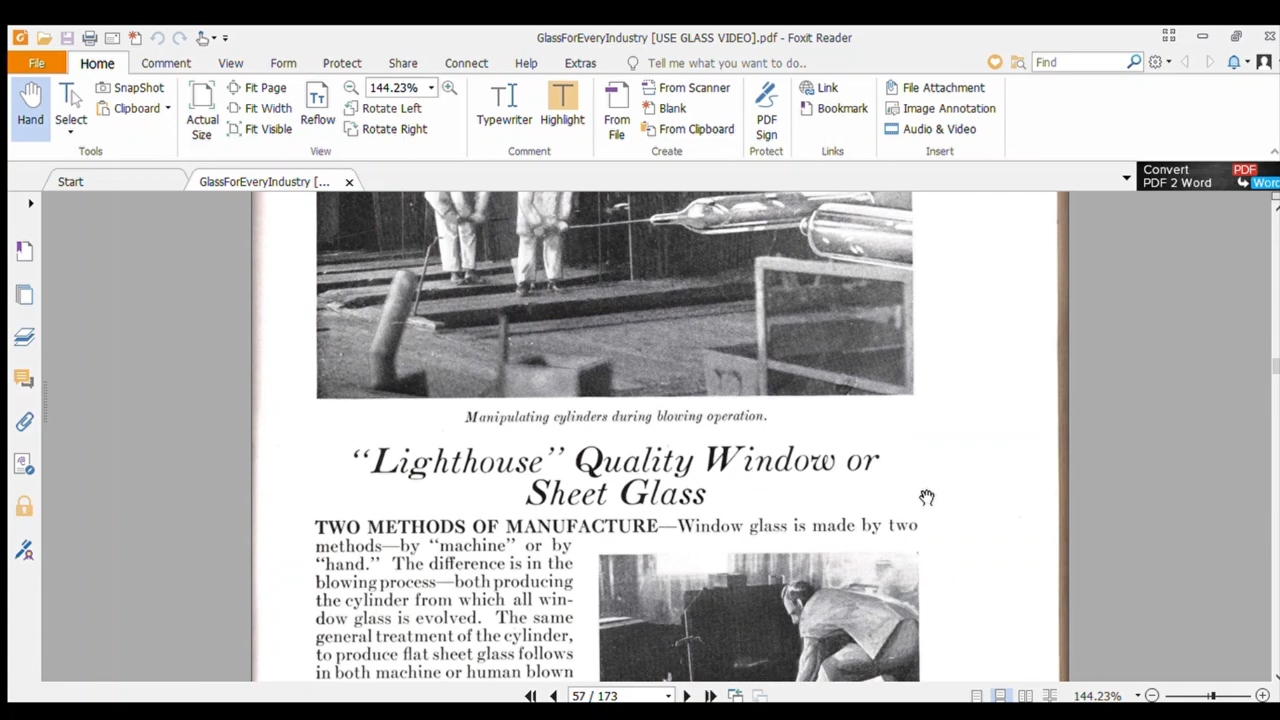 GlassForEveryIndustry [USE GLASS VIDEO].pdf - Foxit Reader
File Home Comment View Form Protect Share Connect Help Extras Tell me what you want to do.. Find
Hand
Select
SnapShot
Clipboard
Tools
Actual Size
Fit Page
Fit Width
Fit Visible
Reflow
144.23%
Rotate Left
Rotate Right
View
Typewriter
Highlight
Comment
From File
From Scanner
Blank
From Clipboard
Create
PDF Sign
Protect
Link
Bookmark
Links
File Attachment
Image Annotation
Audio & Video
Insert
Start
GlassForEveryIndustry [...
Convert PDF
PDF 2 Word Word
Manipulating cylinders during blowing operation.
“Lighthouse” Quality Window or
Sheet Glass
TWO METHODS OF MANUFACTURE—Window glass is made by two
methods—by “machine” or by
“hand.” The difference is in the
blowing process—both producing
the cylinder from which all win-
dow glass is evolved. The same
general treatment of the cylinder,
to produce flat sheet glass follows
in both machine or human blown
57 / 173
144.23%